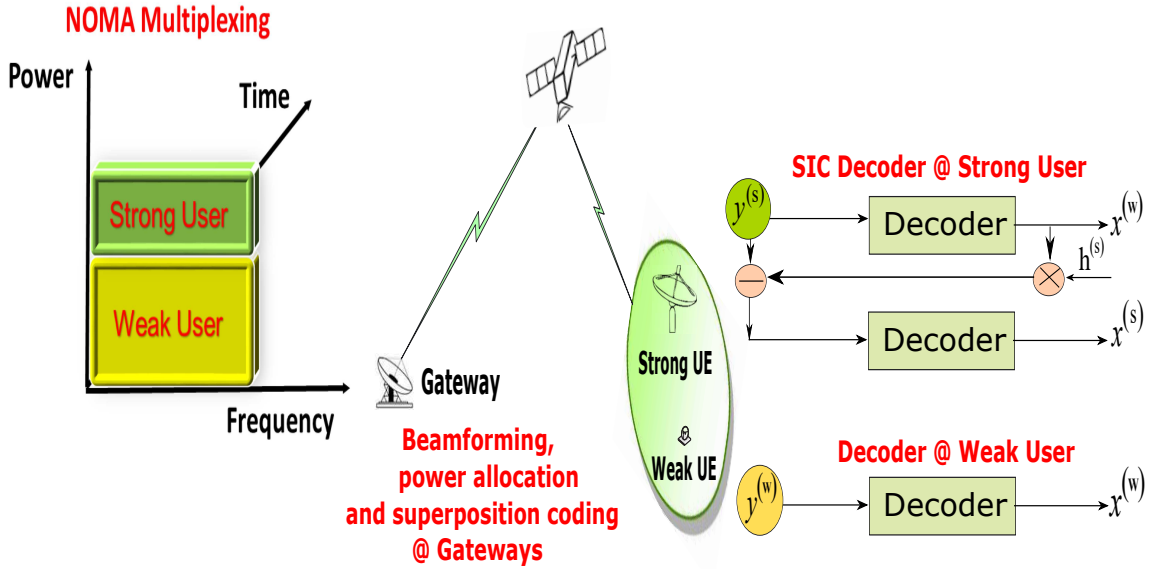 NOMA Multiplexing
Power
Time
Strong User
Weak User
Frequency
Gateway
Beamforming,
power allocation
and superposition coding
@ Gateways
Strong UE
Weak UE
SIC Decoder @ Strong User
y^(s)
Decoder
x^(w)
h^(s)
−
×
Decoder
x^(s)
Decoder @ Weak User
y^(w)
Decoder
x^(w)